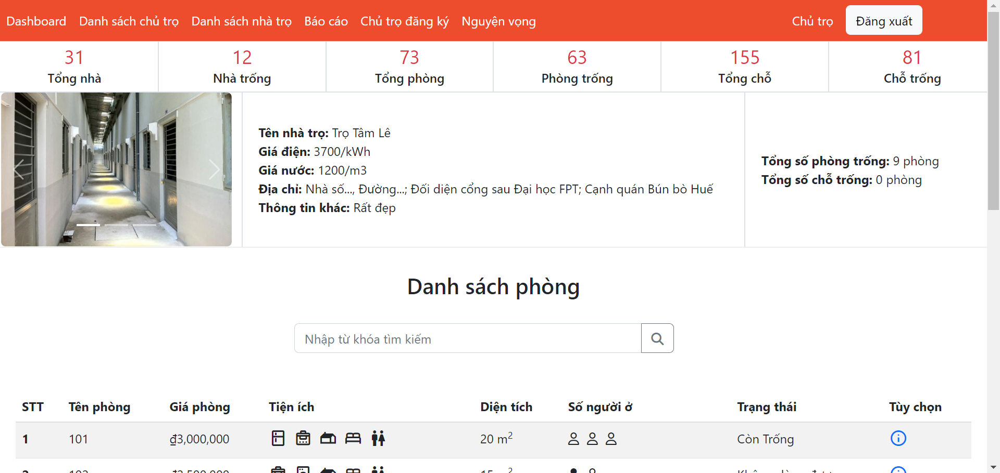 Dashboard Danh sách chủ trọ Danh sách nhà trọ Báo cáo Chủ trọ đăng ký Nguyện vọng Chủ trọ Đăng xuất
31 12 73 63 155 81
Tổng nhà Nhà trống Tổng phòng Phòng trống Tổng chỗ Chỗ trống
Tên nhà trọ: Trọ Tâm Lê
Giá điện: 3700/kWh
Giá nước: 1200/m3
Địa chỉ: Nhà số..., Đường...; Đối diện cổng sau Đại học FPT; Cạnh quán Bún bò Huế
Thông tin khác: Rất đẹp
Tổng số phòng trống: 9 phòng
Tổng số chỗ trống: 0 phòng
Danh sách phòng
Nhập từ khóa tìm kiếm
STT Tên phòng Giá phòng Tiện ích Diện tích Số người ở Trạng thái Tùy chọn
1 101 ₫3,000,000 20 m² Còn Trống